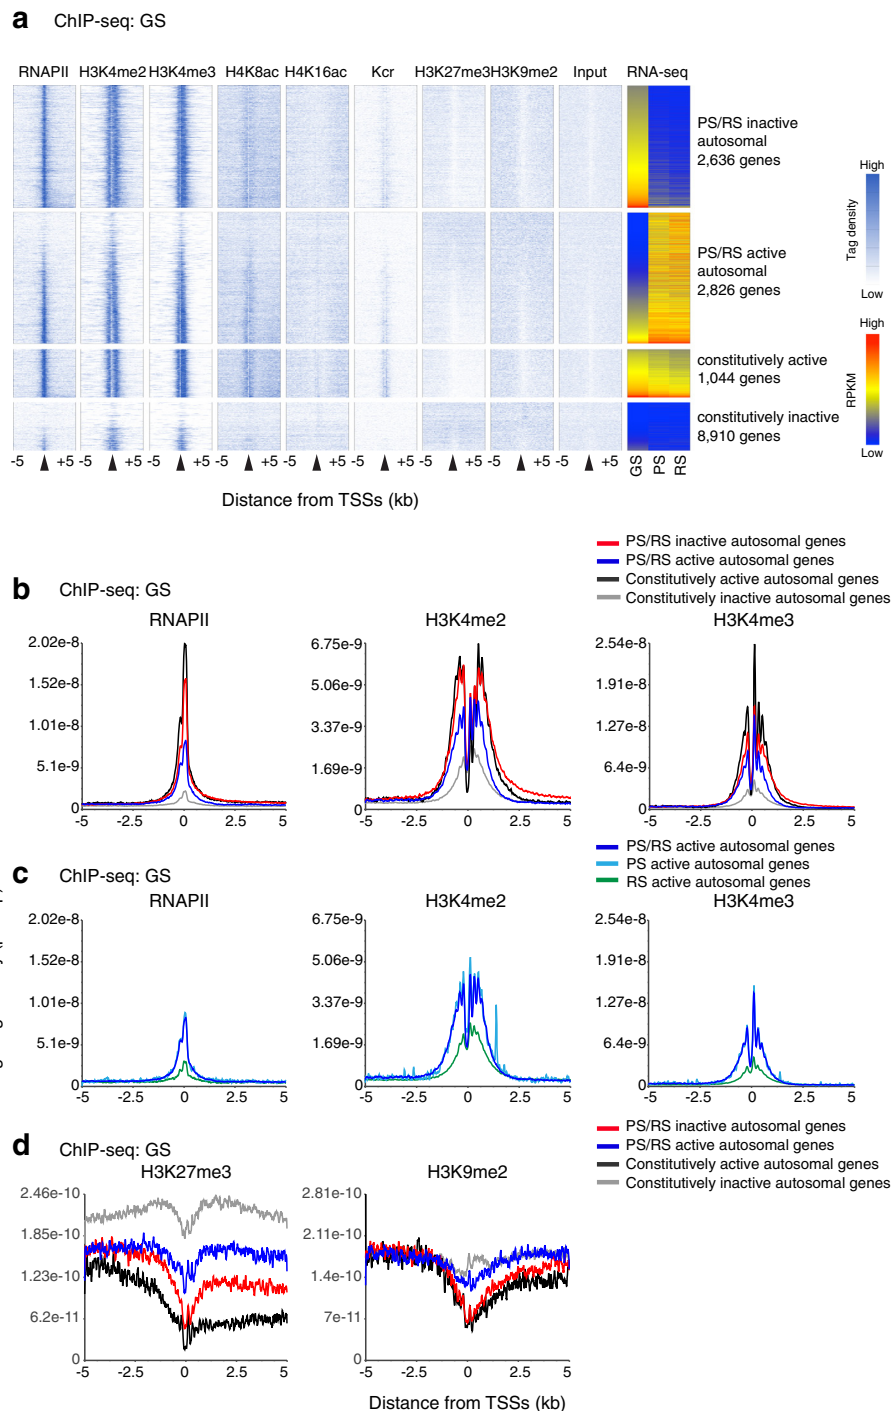 a ChIP-seq: GS
RNAPII H3K4me2 H3K4me3 H4K8ac H4K16ac Kcr H3K27me3 H3K9me2 Input RNA-seq
PS/RS inactive
autosomal
2,636 genes
PS/RS active
autosomal
2,826 genes
constitutively active
1,044 genes
constitutively inactive
8,910 genes
High
Tag density
Low
High
RPKM
Low
-5 +5 -5 +5 -5 +5 -5 +5 -5 +5 -5 +5 -5 +5 -5 +5 -5 +5 GS PS RS
Distance from TSSs (kb)
PS/RS inactive autosomal genes
PS/RS active autosomal genes
Constitutively active autosomal genes
Constitutively inactive autosomal genes
b ChIP-seq: GS
RNAPII
2.02e-8
1.52e-8
1.01e-8
5.1e-9
0
-5 -2.5 0 2.5 5
H3K4me2
6.75e-9
5.06e-9
3.37e-9
1.69e-9
0
-5 -2.5 0 2.5 5
H3K4me3
2.54e-8
1.91e-8
1.27e-8
6.4e-9
0
-5 -2.5 0 2.5 5
PS/RS active autosomal genes
PS active autosomal genes
RS active autosomal genes
c ChIP-seq: GS
RNAPII
2.02e-8
1.52e-8
1.01e-8
5.1e-9
0
-5 -2.5 0 2.5 5
H3K4me2
6.75e-9
5.06e-9
3.37e-9
1.69e-9
0
-5 -2.5 0 2.5 5
H3K4me3
2.54e-8
1.91e-8
1.27e-8
6.4e-9
0
-5 -2.5 0 2.5 5
PS/RS inactive autosomal genes
PS/RS active autosomal genes
Constitutively active autosomal genes
Constitutively inactive autosomal genes
d ChIP-seq: GS
H3K27me3
2.46e-10
1.85e-10
1.23e-10
6.2e-11
0
-5 -2.5 0 2.5 5
H3K9me2
2.81e-10
2.11e-10
1.4e-10
7e-11
0
-5 -2.5 0 2.5 5
Distance from TSSs (kb)